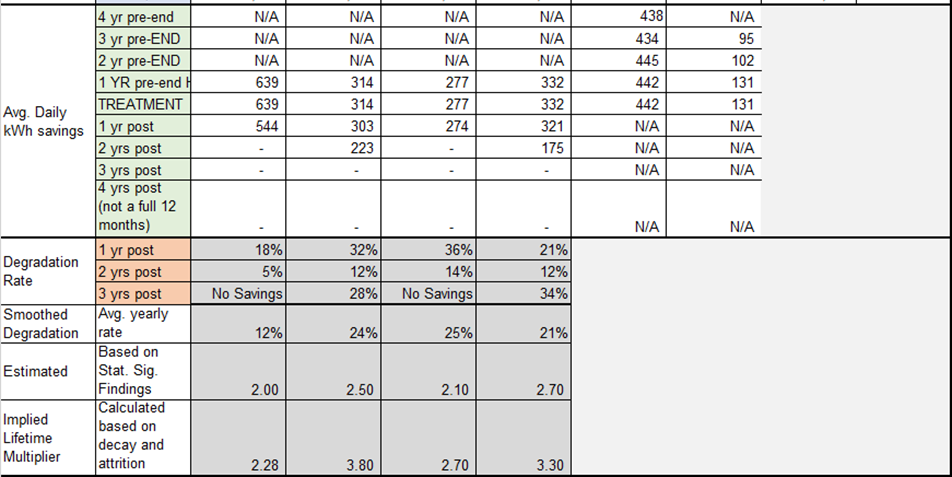 4 yr pre-end N/A N/A N/A N/A 438 N/A
3 yr pre-END N/A N/A N/A N/A 434 95
2 yr pre-END N/A N/A N/A N/A 445 102
1 YR pre-end 639 314 277 332 442 131
Avg. Daily kWh savings
TREATMENT 639 314 277 332 442 131
1 yr post 544 303 274 321 N/A N/A
2 yrs post - 223 - 175 N/A N/A
3 yrs post - - - - N/A N/A
4 yrs post
(not a full 12
months) - - - - N/A N/A
Degradation
Rate
1 yr post 18% 32% 36% 21%
2 yrs post 5% 12% 14% 12%
3 yrs post No Savings 28% No Savings 34%
Smoothed
Degradation
Avg. yearly
rate 12% 24% 25% 21%
Estimated
Based on
Stat. Sig.
Findings 2.00 2.50 2.10 2.70
Implied
Lifetime
Multiplier
Calculated
based on
decay and
attrition 2.28 3.80 2.70 3.30